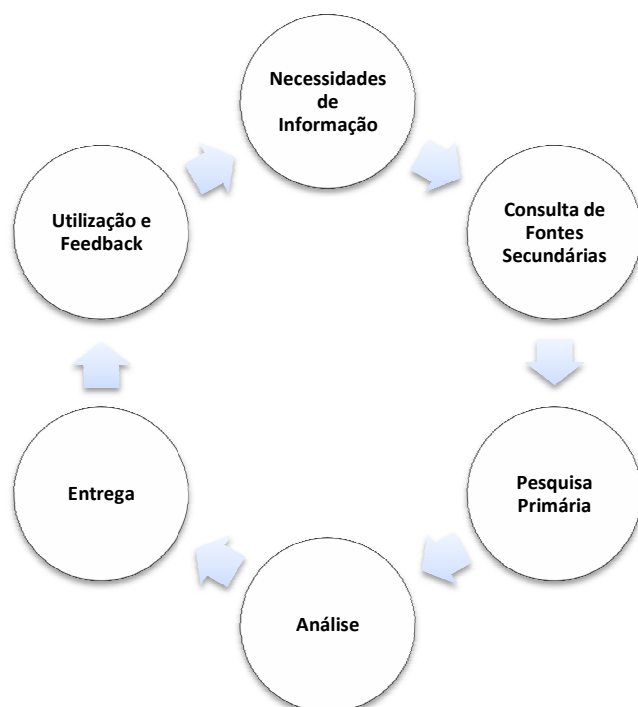 Necessidades
de
Informação
Consulta de
Fontes
Secundárias
Pesquisa
Primária
Análise
Entrega
Utilização e
Feedback